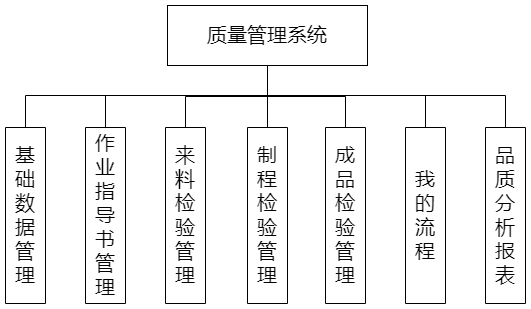 质量管理系统
基础数据管理
作业指导书管理
来料检验管理
制程检验管理
成品检验管理
我的流程
品质分析报表